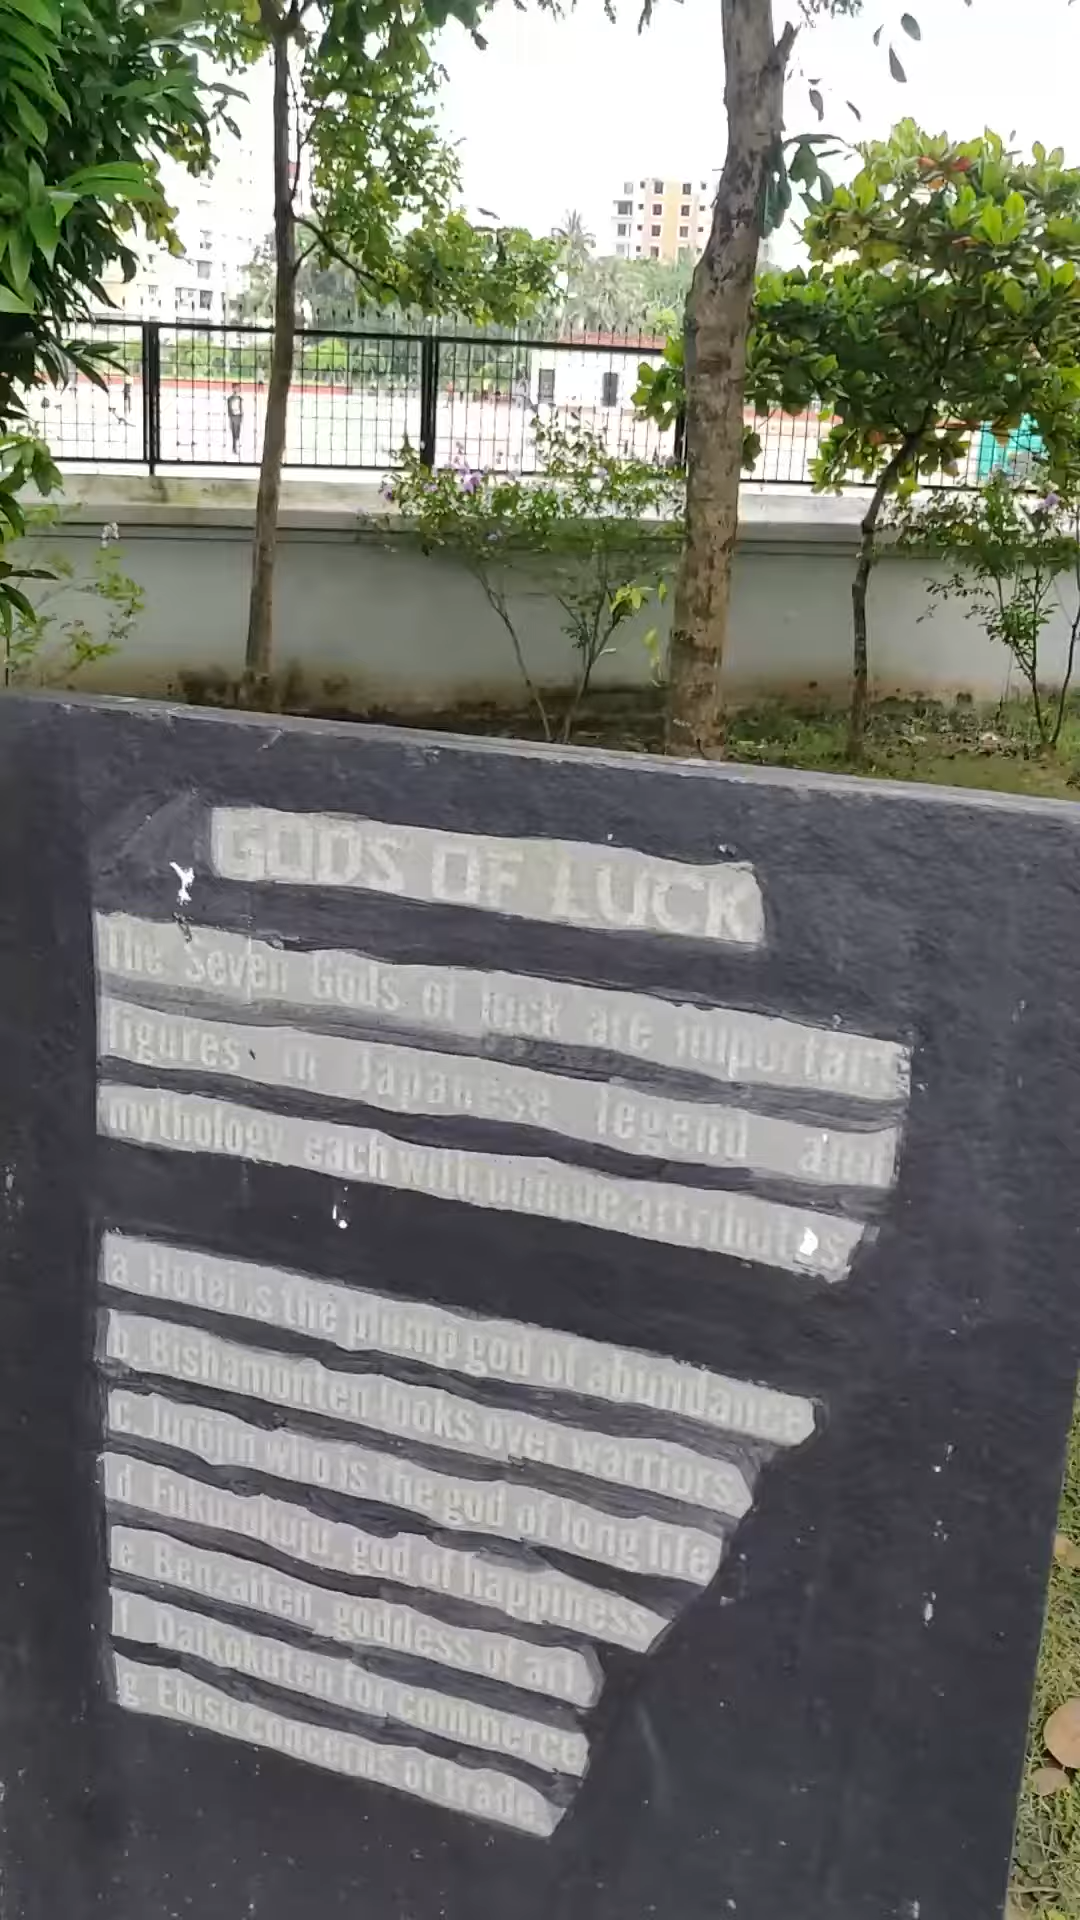 GODS OF LUCK
The Seven Gods of luck are important
figures in Japanese legend and
mythology each with unique attributes
a. Hotei is the plump god of abundance
b. Bishamonten looks over warriors
c. Jurojin who is the god of long life
d. Fukurokuju, god of happiness
e. Benzaiten, goddess of art
f. Daikokuten for commerce
g. Ebisu concerns of trade